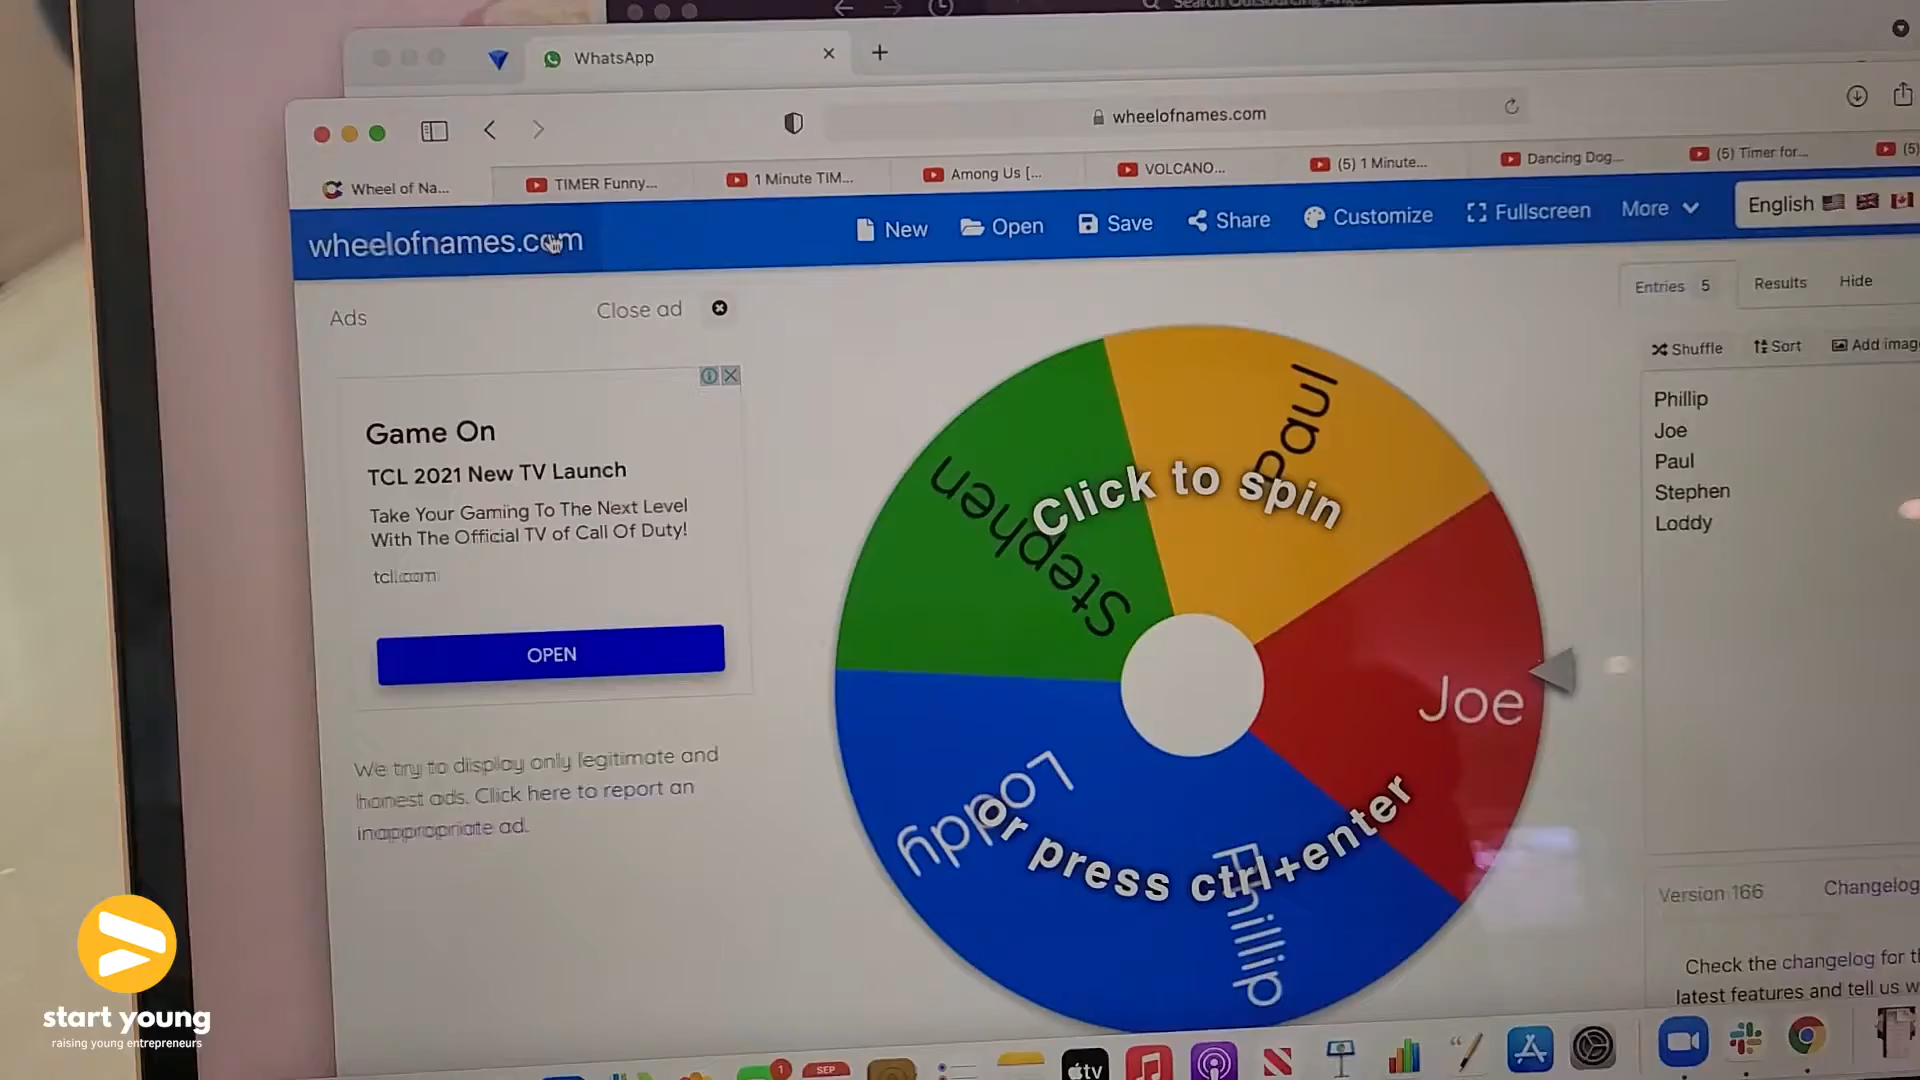 WhatsApp
wheelofnames.com
Wheel of Na...
TIMER Funny...
1 Minute TIM...
Among Us [...
VOLCANO...
(5) 1 Minute...
Dancing Dog...
(5) Timer for...
(5)
wheelofnames.com
New
Open
Save
Share
Customize
Fullscreen
More
English
Ads
Close ad
Entries 5
Results
Hide
Shuffle
Sort
Add imag
Game On
TCL 2021 New TV Launch
Take Your Gaming To The Next Level
With The Official TV of Call Of Duty!
tcl.com
OPEN
We try to display only legitimate and
honest ads. Click here to report an
inappropriate ad.
Paul
Stephen
Click to spin
Joe
Loddy
or press ctrl+enter
Phillip
Phillip
Joe
Paul
Stephen
Loddy
Version 166
Changelog
Check the changelog for th
latest features and tell us w
1
SEP
tv
start young
raising young entrepreneurs